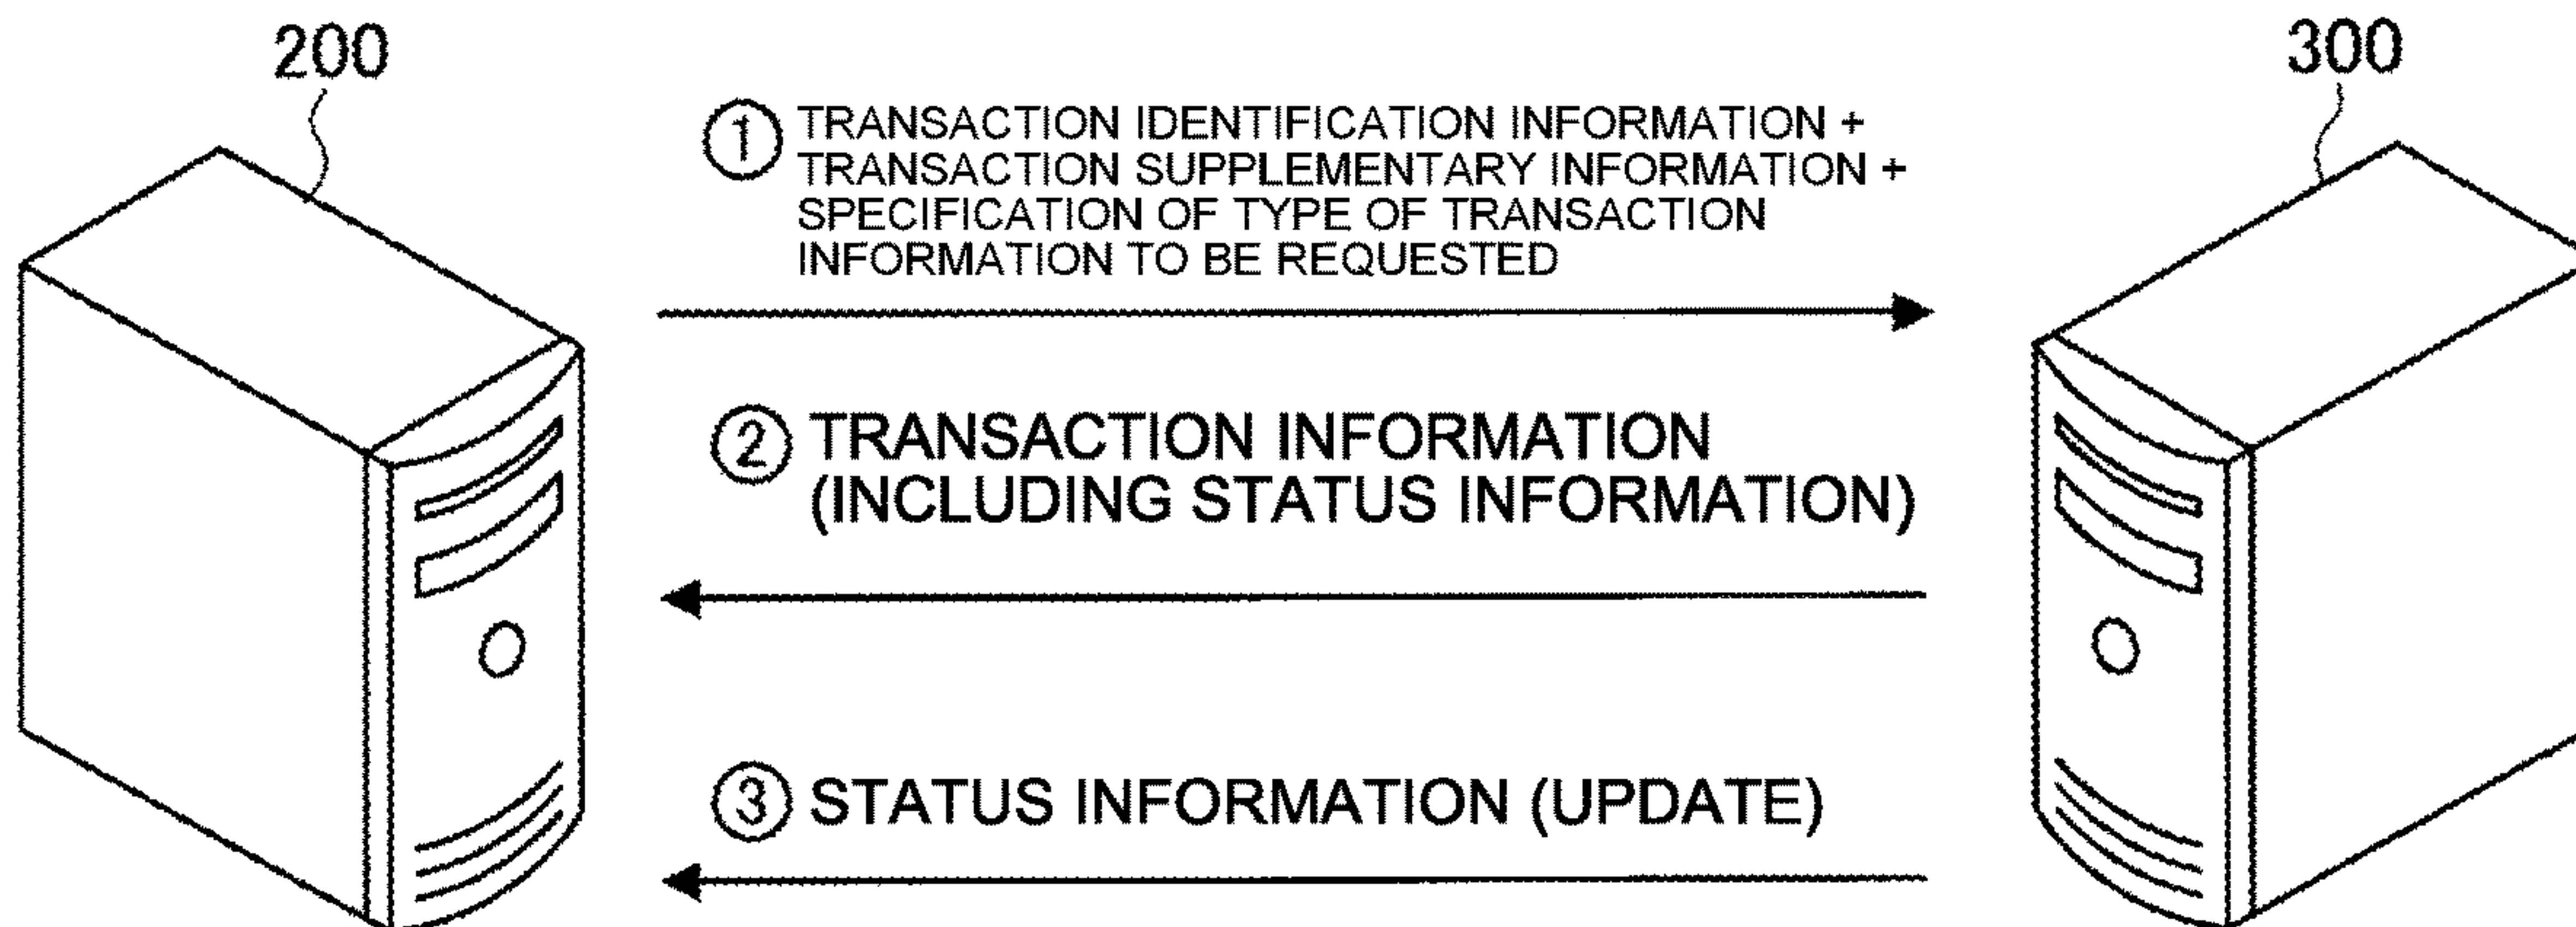 200
300
① TRANSACTION IDENTIFICATION INFORMATION +
TRANSACTION SUPPLEMENTARY INFORMATION +
SPECIFICATION OF TYPE OF TRANSACTION
INFORMATION TO BE REQUESTED
② TRANSACTION INFORMATION
(INCLUDING STATUS INFORMATION)
③ STATUS INFORMATION (UPDATE)